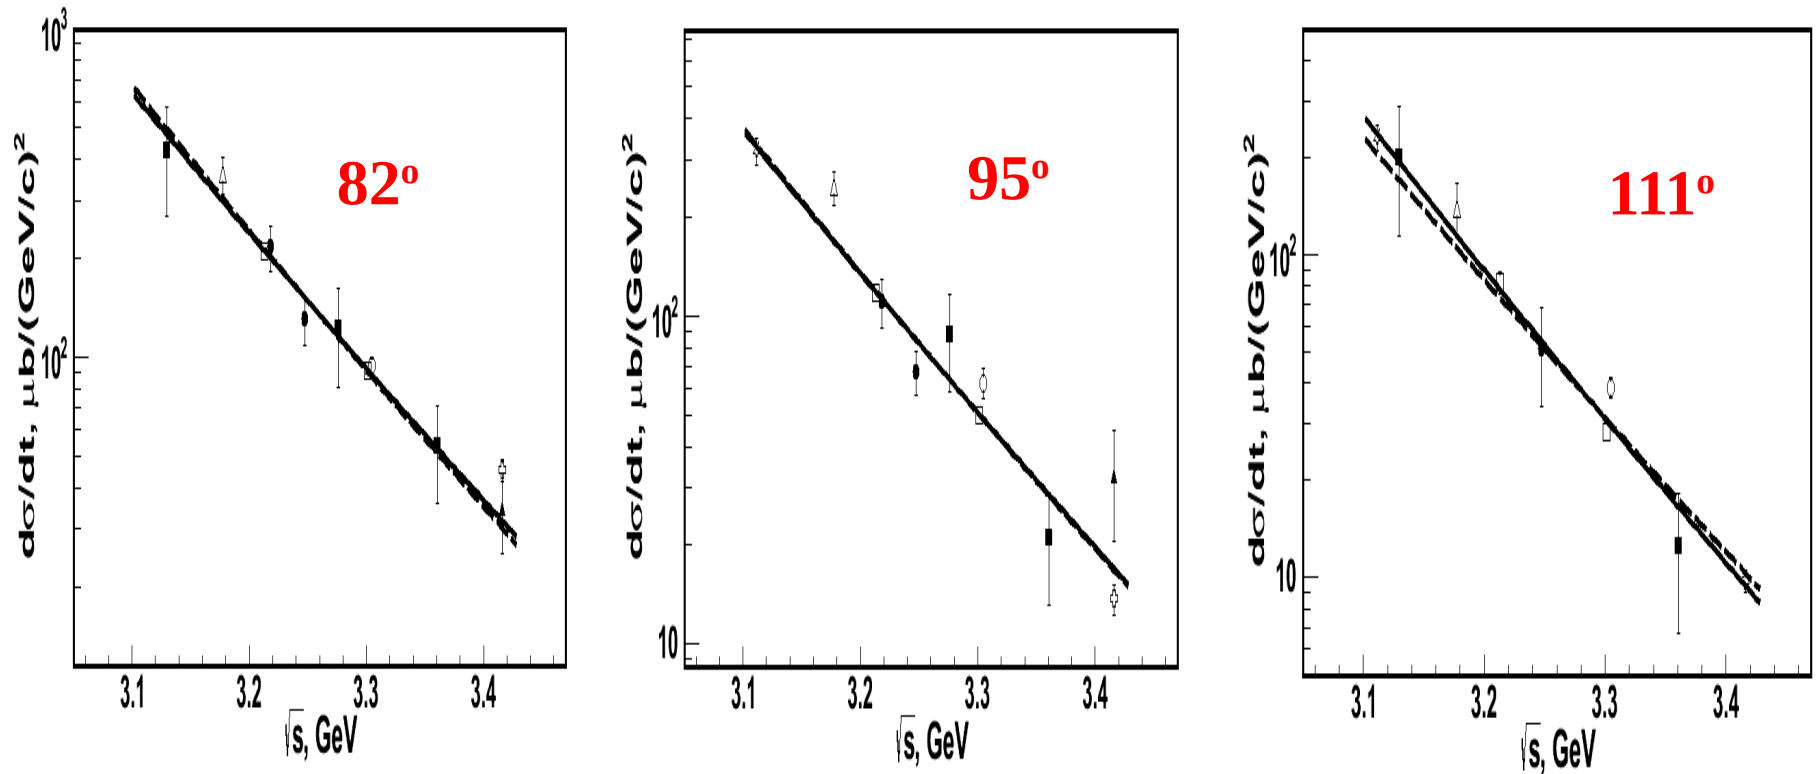 10³
10²
dσ/dt, μb/(GeV/c)²
82º
3.1 3.2 3.3 3.4
√s, GeV
10²
10
dσ/dt, μb/(GeV/c)²
95º
3.1 3.2 3.3 3.4
√s, GeV
10²
10
dσ/dt, μb/(GeV/c)²
111º
3.1 3.2 3.3 3.4
√s, GeV